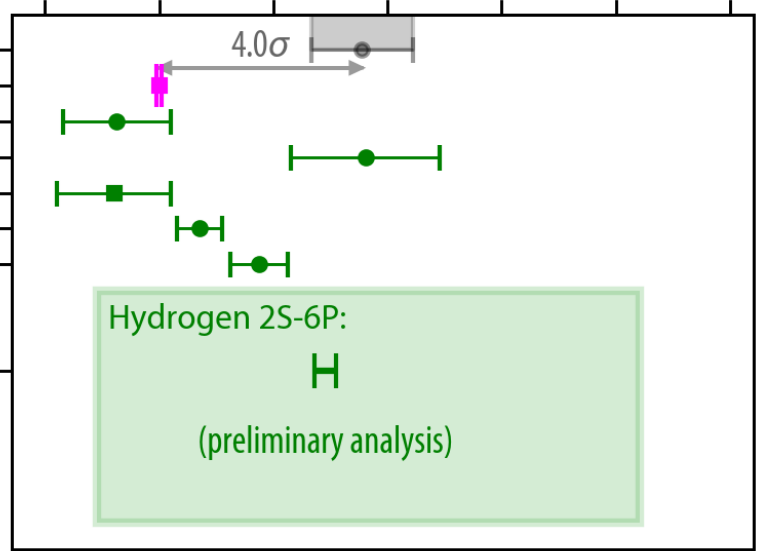 4.0σ
Hydrogen 2S-6P:
(preliminary analysis)